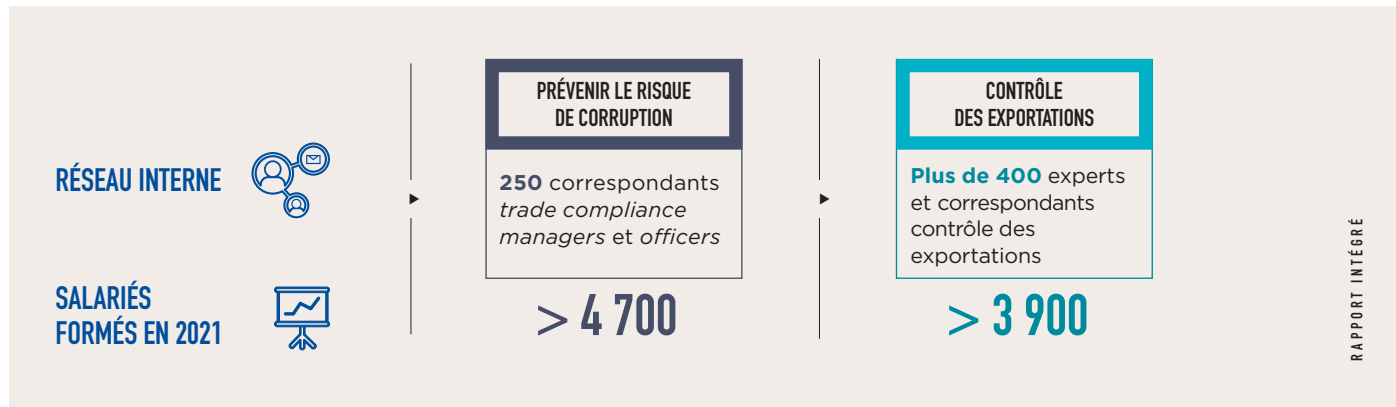 RÉSEAU INTERNE
SALARIÉS
FORMÉS EN 2021
PRÉVENIR LE RISQUE
DE CORRUPTION
250 correspondants
trade compliance
managers et officers
> 4 700
CONTRÔLE
DES EXPORTATIONS
Plus de 400 experts
et correspondants
contrôle des
exportations
> 3 900
RAPPORT INTÉGRÉ